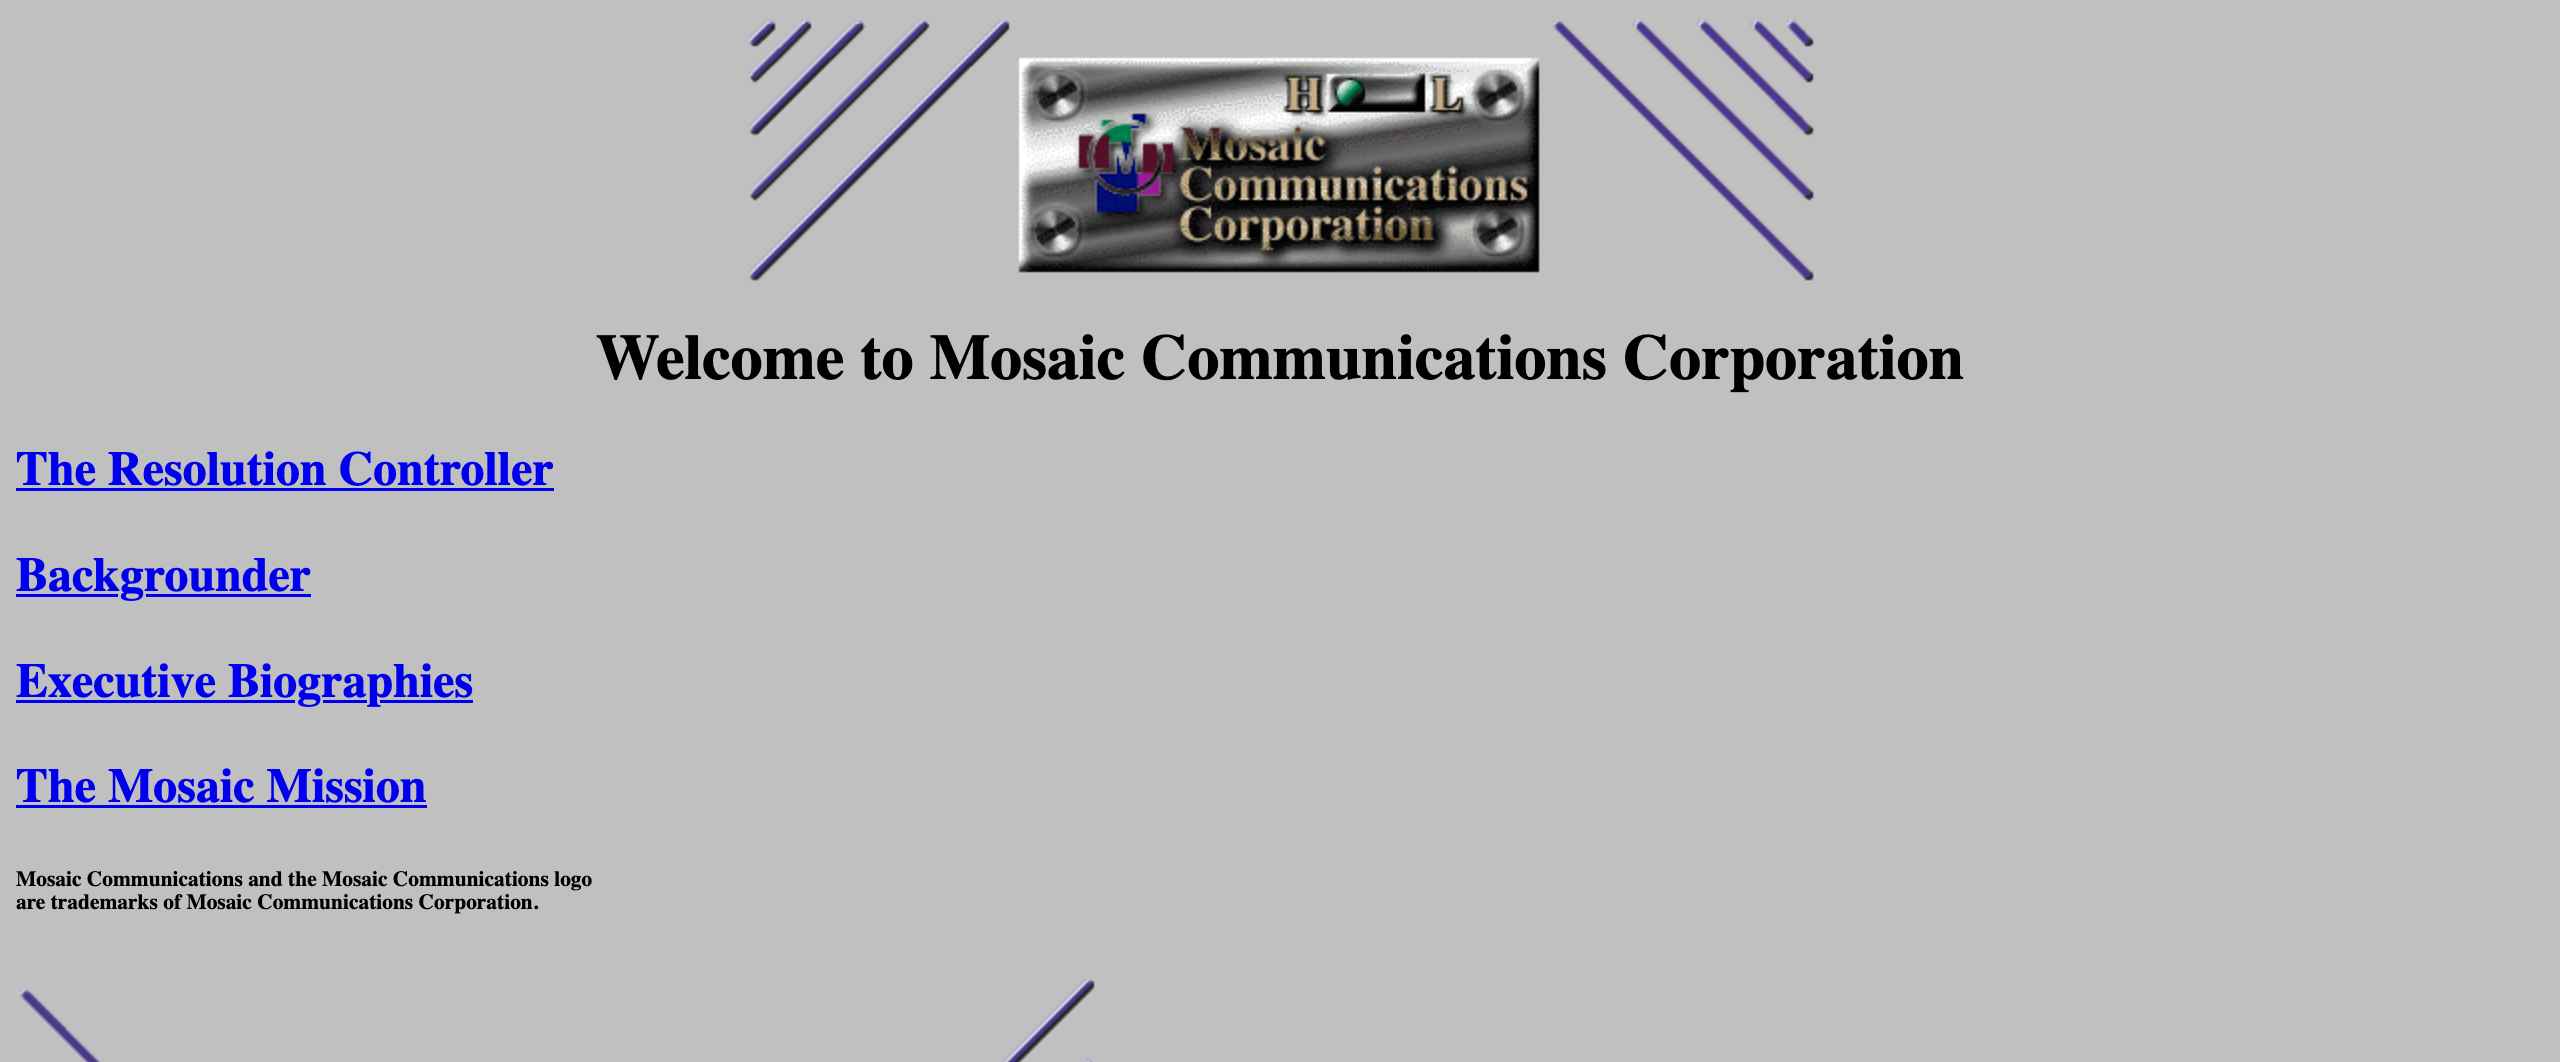 H L
Mosaic
Communications
Corporation
Welcome to Mosaic Communications Corporation
The Resolution Controller
Backgrounder
Executive Biographies
The Mosaic Mission
Mosaic Communications and the Mosaic Communications logo
are trademarks of Mosaic Communications Corporation.